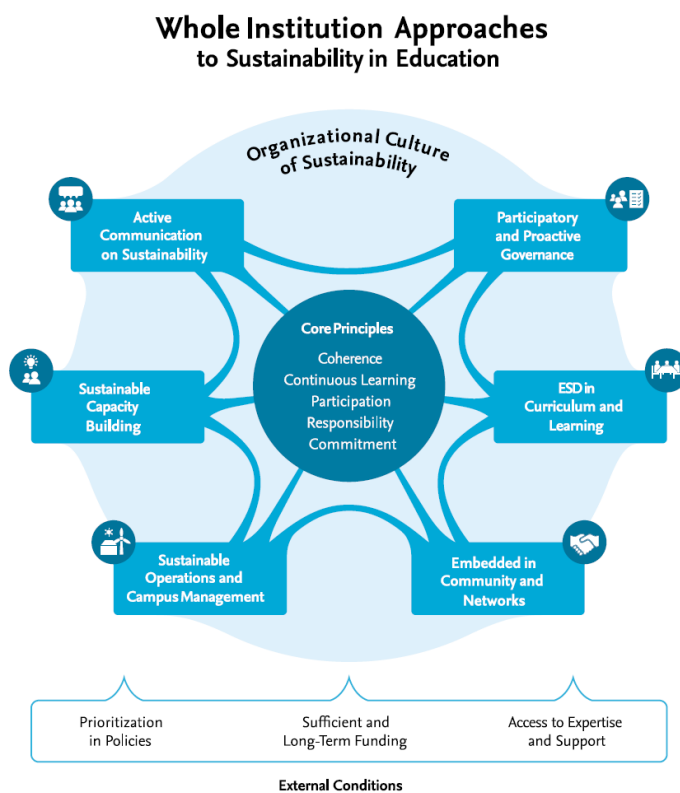 Whole Institution Approaches
to Sustainability in Education
Organizational Culture
of Sustainability
Active
Communication
on Sustainability
Participatory
and Proactive
Governance
Core Principles
Coherence
Continuous Learning
Participation
Responsibility
Commitment
Sustainable
Capacity
Building
ESD in
Curriculum and
Learning
Sustainable
Operations and
Campus Management
Embedded in
Community and
Networks
Prioritization
in Policies
Sufficient and
Long-Term Funding
Access to Expertise
and Support
External Conditions